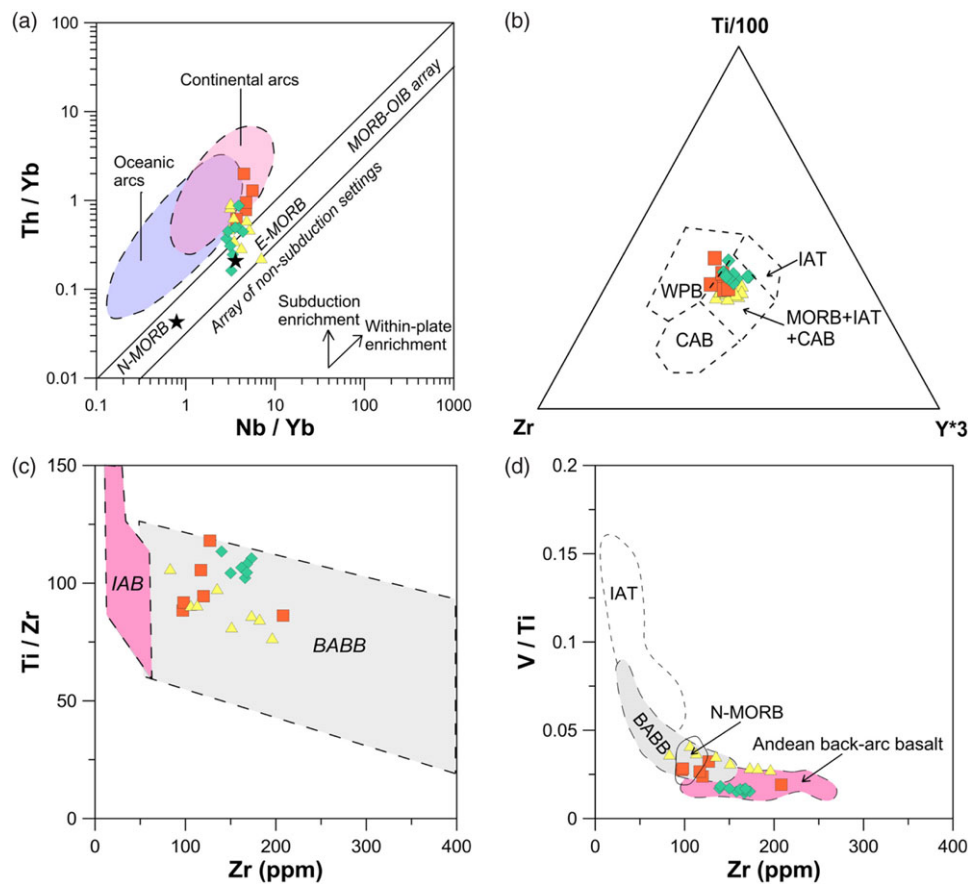 (a)
100
10
1
0.1
0.01
Th / Yb
0.1
1
10
100
1000
Nb / Yb
Continental arcs
Oceanic
arcs
MORB-OIB array
E-MORB
Array of non-subduction settings
N-MORB
Subduction
enrichment
Within-plate
enrichment
(b)
Ti/100
IAT
WPB
MORB+IAT
+CAB
CAB
Zr
Y*3
(c)
150
100
50
0
Ti / Zr
IAB
BABB
0
100
200
300
400
Zr (ppm)
(d)
0.2
0.15
0.1
0.05
0
V / Ti
IAT
BABB
N-MORB
Andean back-arc basalt
0
100
200
300
400
Zr (ppm)